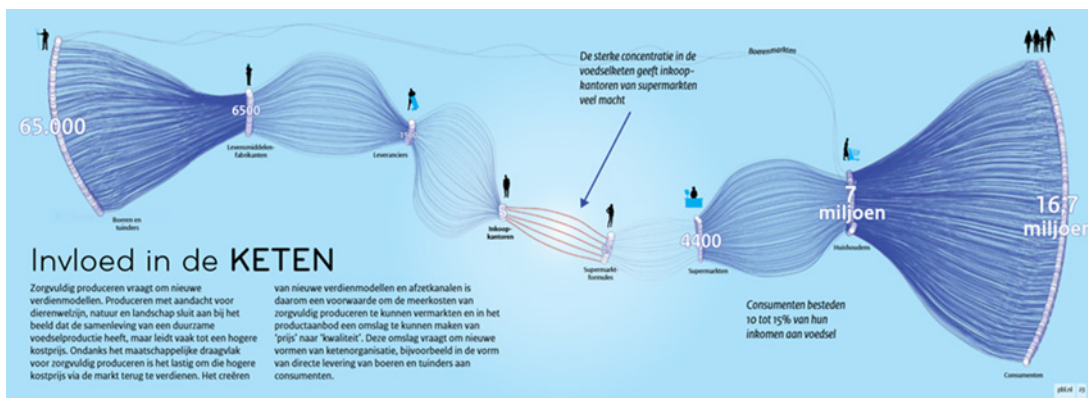 Boerenmarkten
De sterke concentratie in de
voedselketen geeft inkoop-
kantoren van supermarkten
veel macht
65.000
Boeren en
tuinders
6500
Levensmiddelen-
fabrikanten
Leveranciers
Inkoop-
kantoren
Supermarkt-
formules
4400
Supermarkten
7
miljoen
Huishoudens
16,7
miljoen
Consumenten
Consumenten besteden
10 tot 15% van hun
inkomen aan voedsel
Invloed in de KETEN
Zorgvuldig produceren vraagt om nieuwe
verdienmodellen. Produceren met aandacht voor
dierenwelzijn, natuur en landschap sluit aan bij het
beeld dat de samenleving van een duurzame
voedselproductie heeft, maar leidt vaak tot een hogere
kostprijs. Ondanks het maatschappelijke draagvlak
voor zorgvuldig produceren is het lastig om die hogere
kostprijs via de markt terug te verdienen. Het creëren
van nieuwe verdienmodellen en afzetkanalen is
daarom een voorwaarde om de meerkosten van
zorgvuldig produceren te kunnen vermarkten en in het
productaanbod een omslag te kunnen maken van
'prijs' naar 'kwaliteit'. Deze omslag vraagt om nieuwe
vormen van ketenorganisatie, bijvoorbeeld in de vorm
van directe levering van boeren en tuinders aan
consumenten.
pbl.nl